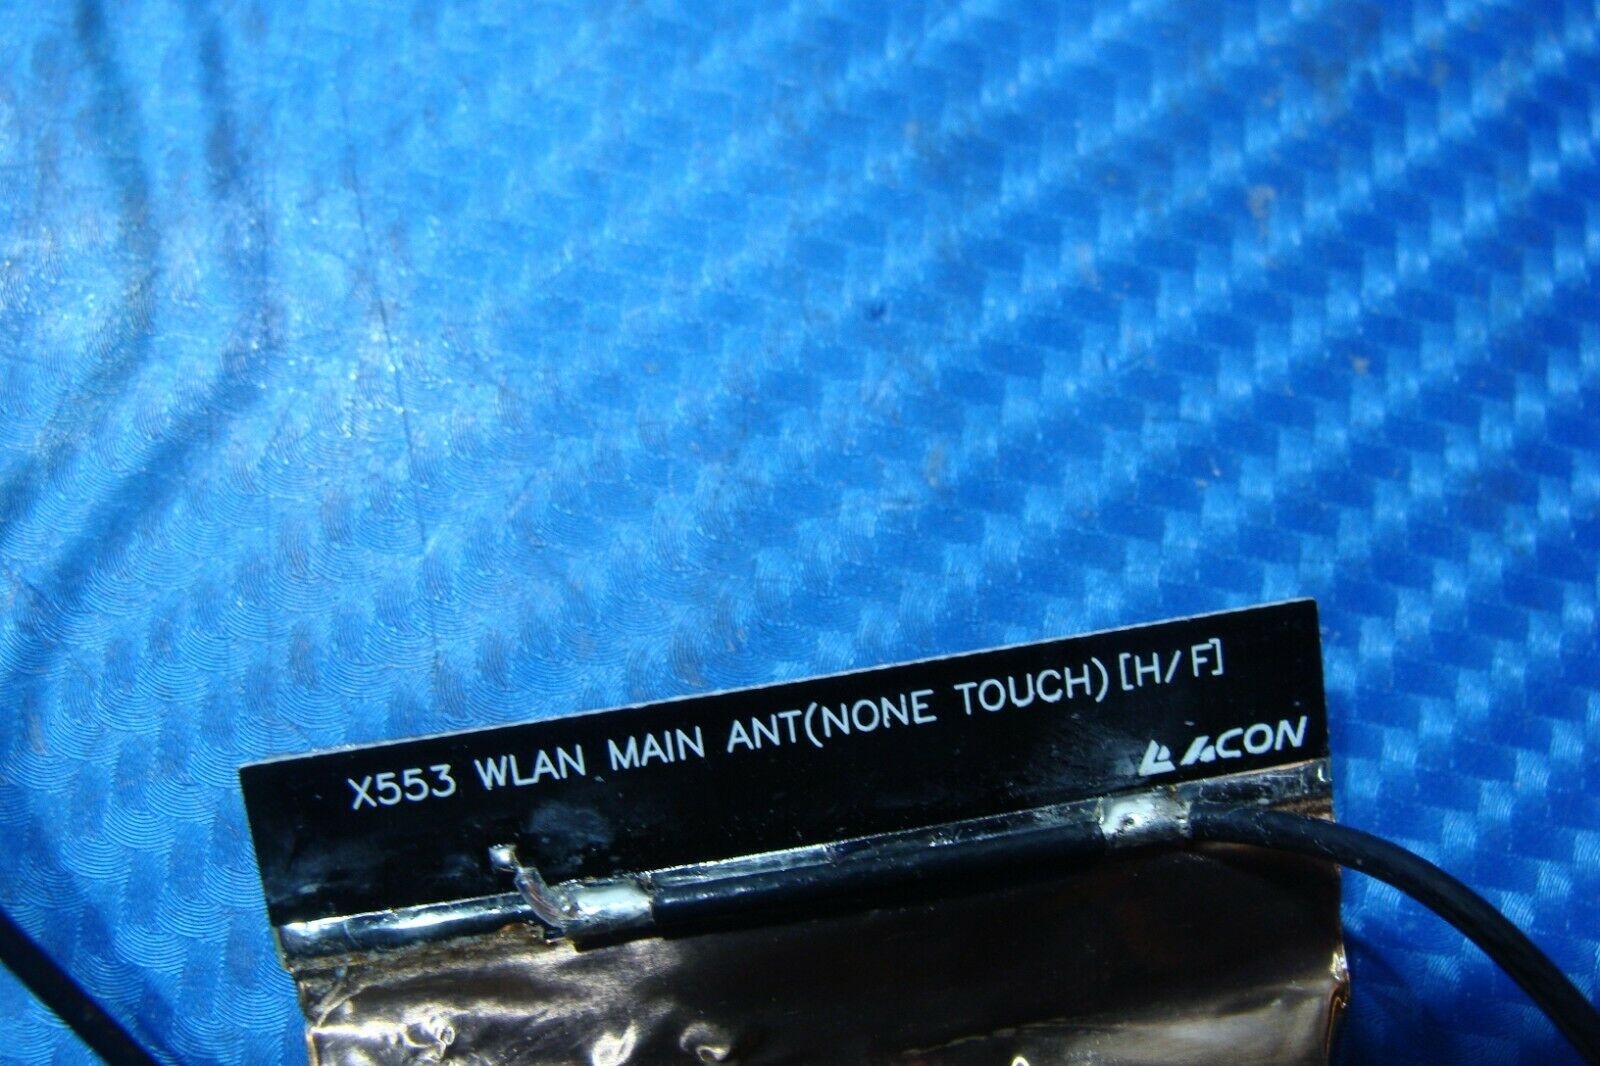 X553 WLAN MAIN ANT(NONE TOUCH)[H/F]
ACON